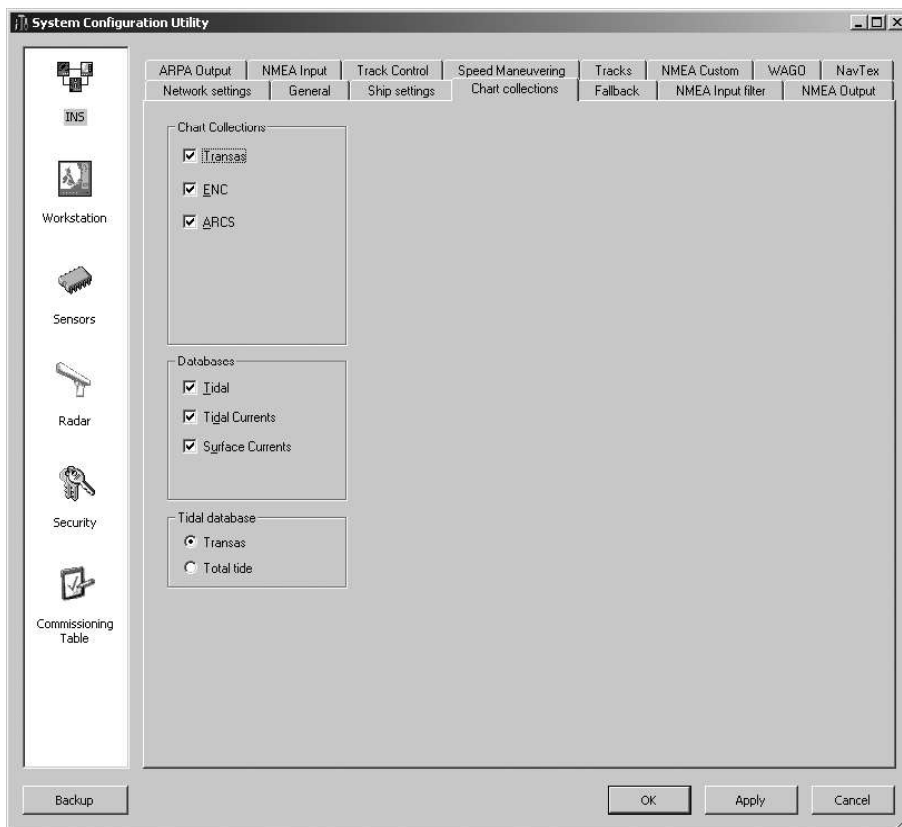 System Configuration Utility
INS
Workstation
Sensors
Radar
Security
Commissioning
Table
ARPA Output NMEA Input Track Control Speed Maneuvering Tracks NMEA Custom WAGO NavTex
Network settings General Ship settings Chart collections Fallback NMEA Input filter NMEA Output
Chart Collections
Transas
ENC
ARCS
Databases
Tidal
Tidal Currents
Surface Currents
Tidal database
Transas
Total tide
Backup OK Apply Cancel